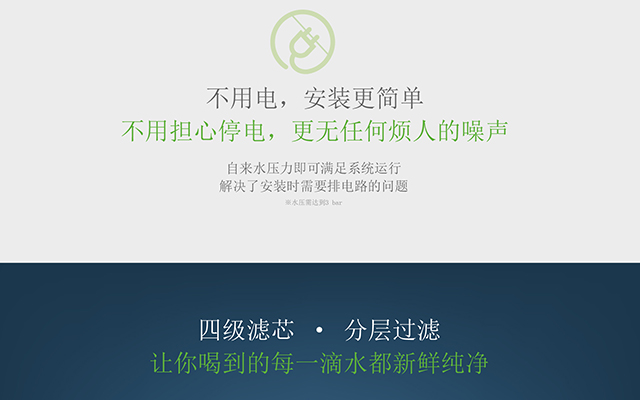 不用电，安装更简单
不用担心停电，更无任何烦人的噪声
自来水压力即可满足系统运行
解决了安装时需要排电路的问题
※水压需达到3 bar
四级滤芯 • 分层过滤
让你喝到的每一滴水都新鲜纯净